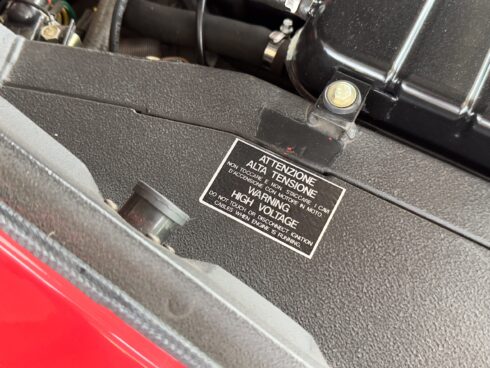 ATTENZIONE
ALTA TENSIONE
NON TOCCARE E NON STACCARE I CAVI
D'ACCENSIONE CON MOTORE IN MOTO
WARNING
HIGH VOLTAGE
DO NOT TOUCH OR DISCONNECT IGNITION
CABLES WHEN ENGINE IS RUNNING.